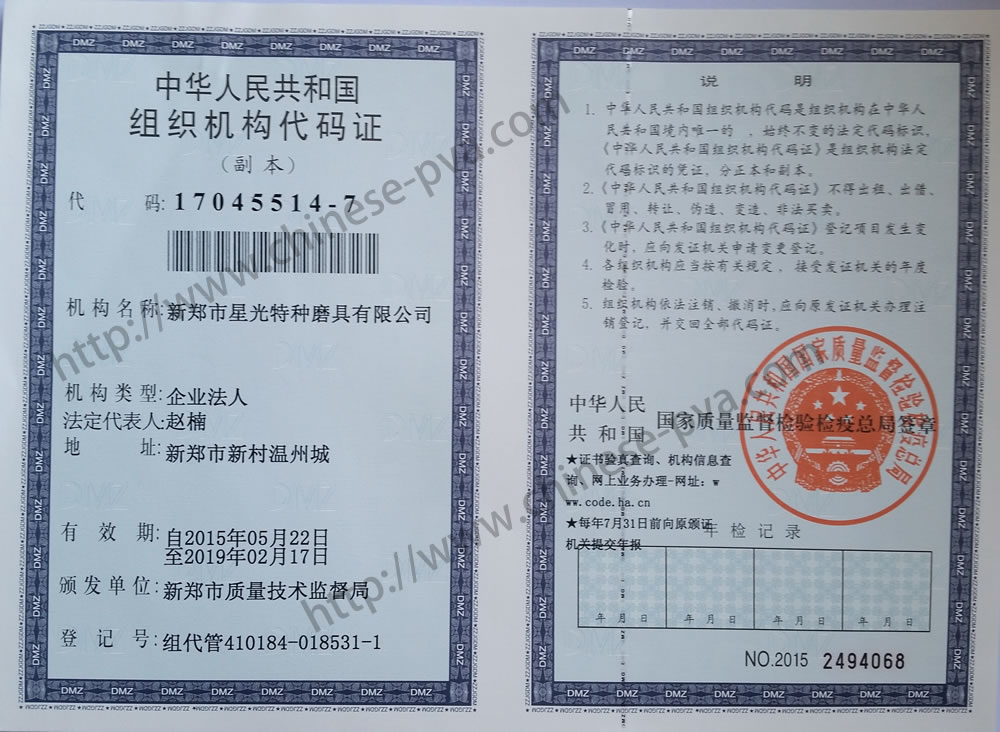 中华人民共和国
组织机构代码证
（副本）
代 码: 17045514-7
机构名称: 新郑市星光特种磨具有限公司
机构类型: 企业法人
法定代表人 赵楠
地 址: 新郑市新村温州城
有 效 期: 自2015年05月22日
至2019年02月17日
颁发单位: 新郑市质量技术监督局
登 记 号: 组代管410184-018531-1
说 明
1. 中华人民共和国组织机构代码是组织机构在中华人
民共和国境内唯一的 、始终不变的法定代码标识，
《中华人民共和国组织机构代码证》是组织机构法定
代码标识的凭证，分正本和副本。
2.《中华人民共和国组织机构代码证》不得出租、出借、
冒用、转让、伪造、变造、非法买卖。
3.《中华人民共和国组织机构代码证》登记项目发生变
化时，应向发证机关申请变更登记。
4. 各组织机构应当按有关规定 ，接受发证机关的年度
检验。
5. 组织机构依法注销、撤消时，应向原发证机关办理注
销登记，并交回全部代码证。
中华人民
共 和 国 国家质量监督检验检疫总局签章
中华人民共和国国家质量监督检验检疫总局
★证书验真查询、机构信息查
询、网上业务办理-网址：w
ww.code.ha.cn
★每年7月31日前向原颁证
机关提交年报
年 检 记 录
年 月 日 年 月 日 年 月 日 年 月 日
NO.2015 2494068
http://www.chinese-pva.com
http://www.chinese-pva.com